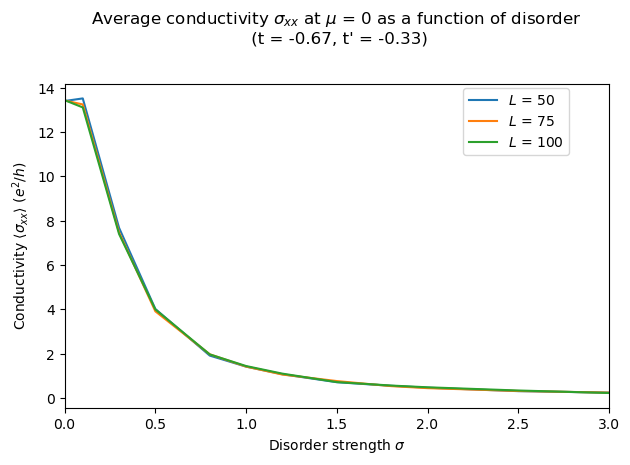 Average conductivity σxx at μ = 0 as a function of disorder
(t = -0.67, t' = -0.33)
L = 50
L = 75
L = 100
Conductivity ⟨σxx⟩ (e²/h)
14
12
10
8
6
4
2
0
0.0 0.5 1.0 1.5 2.0 2.5 3.0
Disorder strength σ